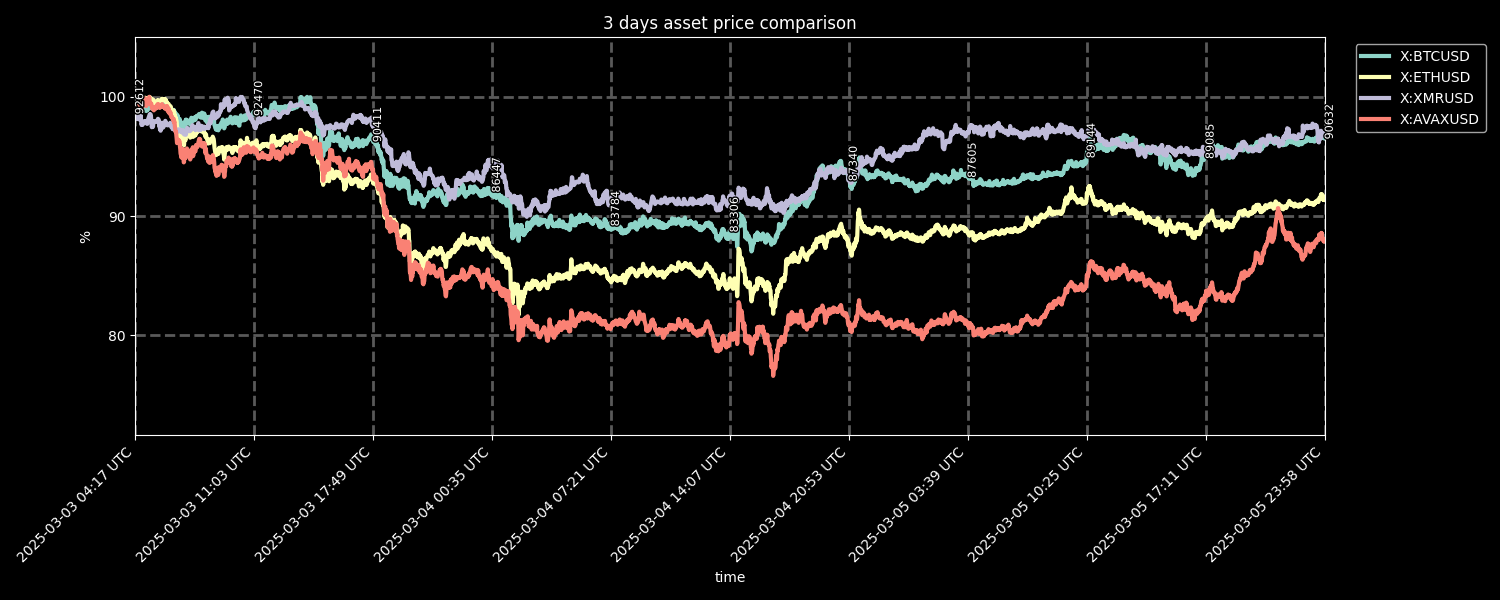 3 days asset price comparison
X:BTCUSD
X:ETHUSD
X:XMRUSD
X:AVAXUSD
100
90
80
%
92612
92470
90411
86447
83784
83306
87340
87605
89144
89085
90632
2025-03-03 04:17 UTC
2025-03-03 11:03 UTC
2025-03-03 17:49 UTC
2025-03-04 00:35 UTC
2025-03-04 07:21 UTC
2025-03-04 14:07 UTC
2025-03-04 20:53 UTC
2025-03-05 03:39 UTC
2025-03-05 10:25 UTC
2025-03-05 17:11 UTC
2025-03-05 23:58 UTC
time